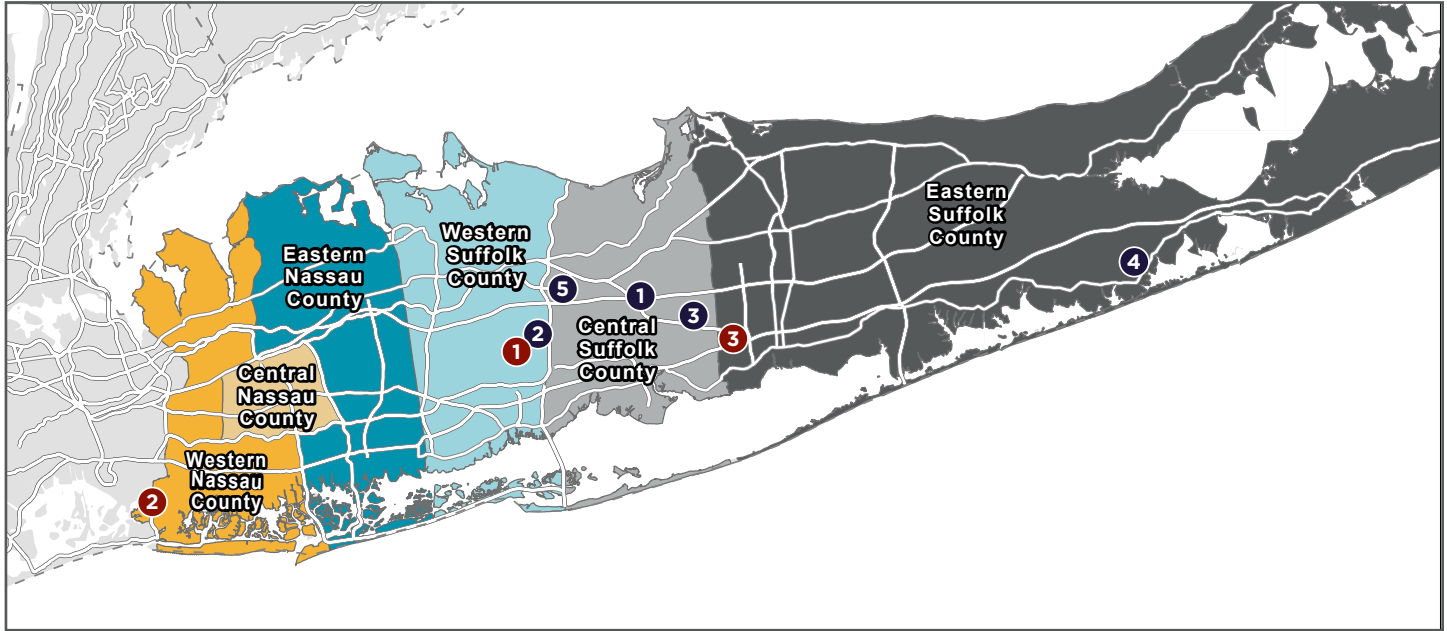 Eastern
Suffolk
County
Western
Suffolk
County
Eastern
Nassau
County
4
5
1
3
Central
Suffolk
County
2
1
3
Central
Nassau
County
Western
Nassau
County
2